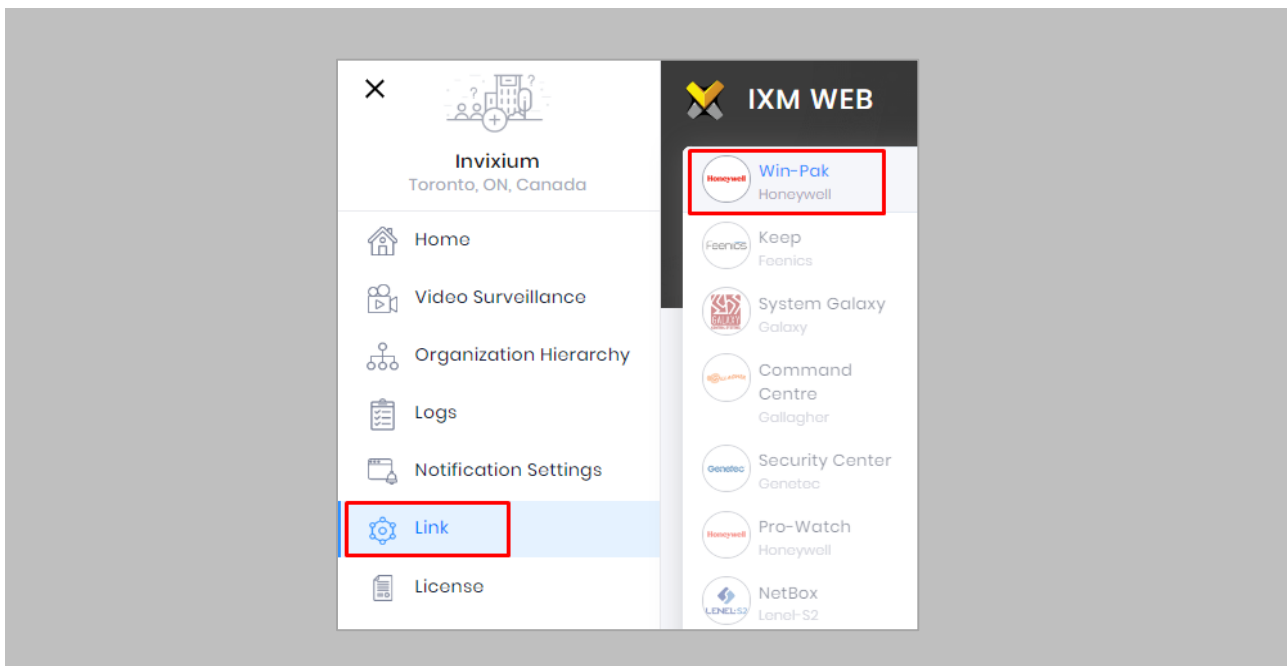 Invixium
Toronto, ON, Canada
Home
Video Surveillance
Organization Hierarchy
Logs
Notification Settings
Link
License
IXM WEB
Honeywell
Win-Pak
Honeywell
Feenics
Keep
Feenics
GALAXY
System Galaxy
Galaxy
Command
Centre
Gallagher
Genetec
Security Center
Genetec
Honeywell
Pro-Watch
Honeywell
LENEL·S2
NetBox
Lenel-S2